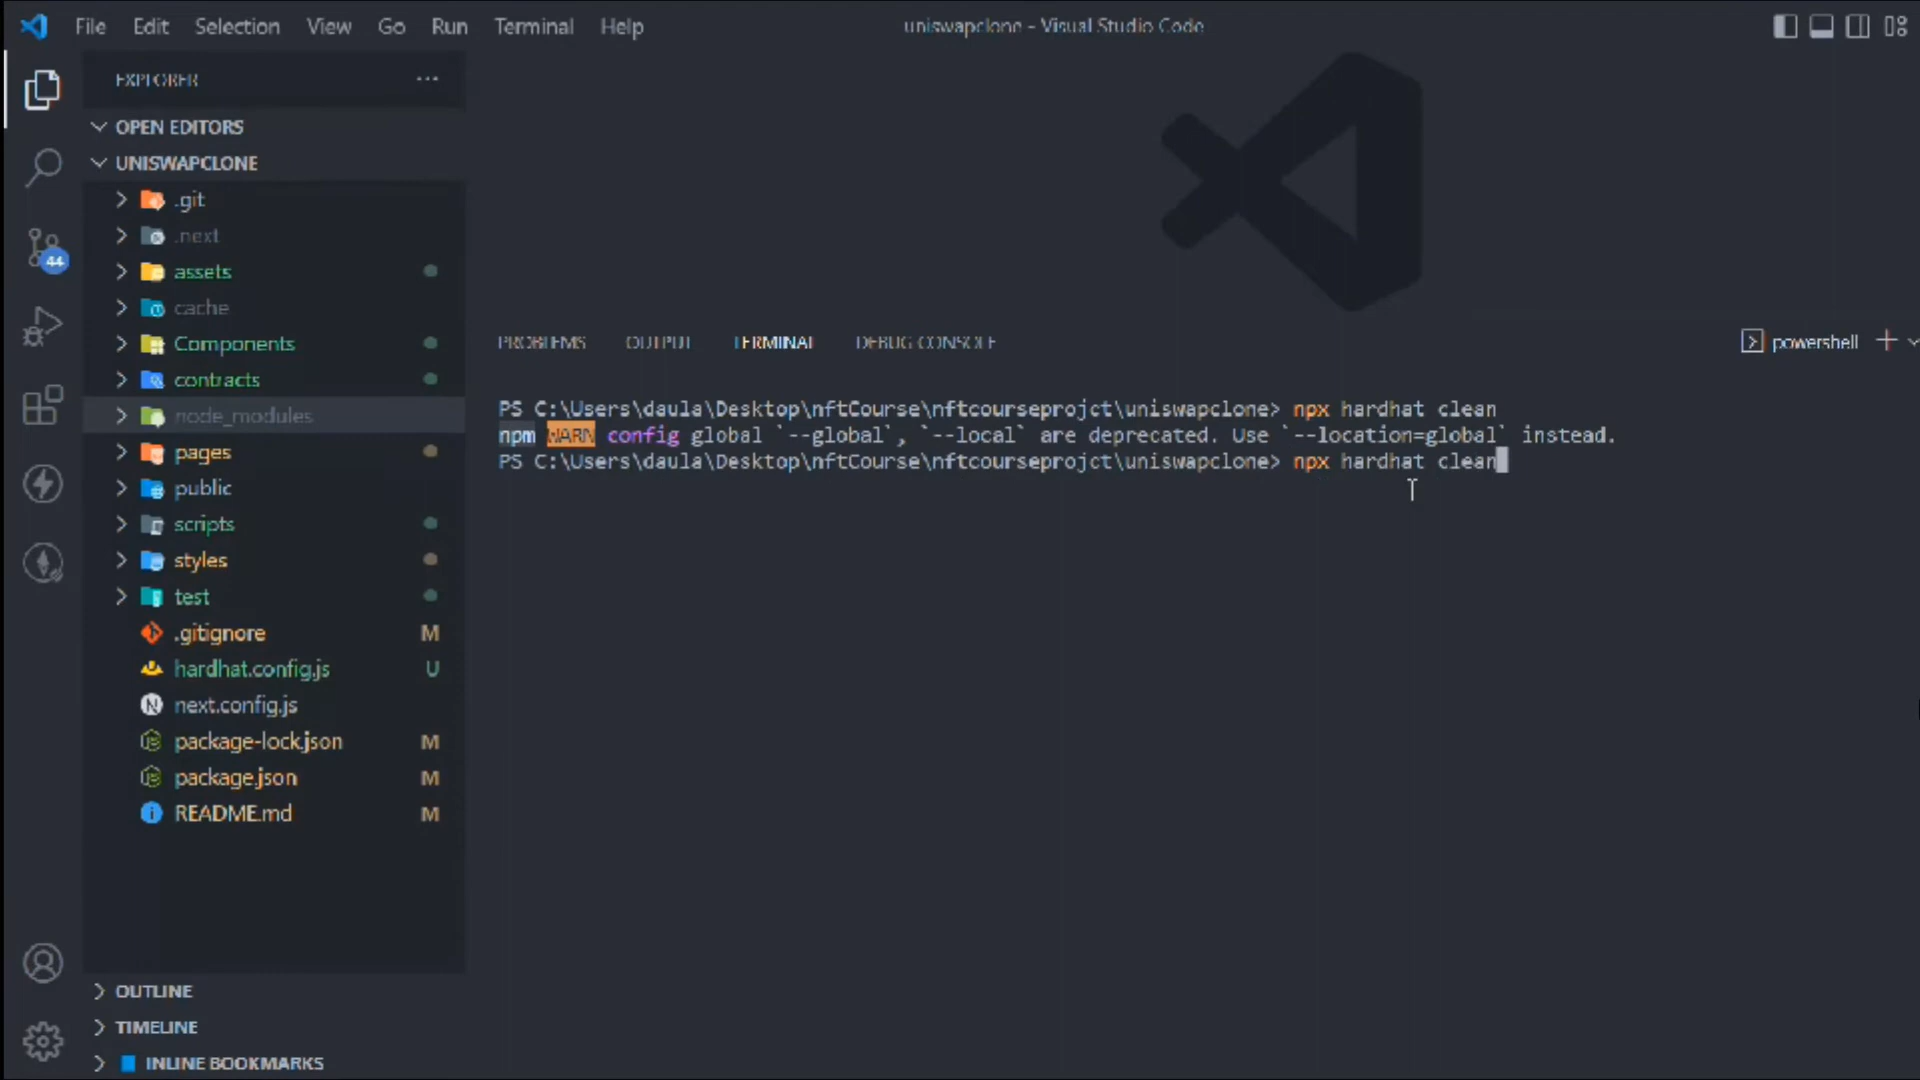 File Edit Selection View Go Run Terminal Help
uniswapclone - Visual Studio Code
EXPLORER
OPEN EDITORS
UNISWAPCLONE
.git
.next
assets
cache
Components
contracts
node_modules
pages
public
scripts
styles
test
.gitignore M
hardhat.config.js U
next.config.js
package-lock.json M
package.json M
README.md M
OUTLINE
TIMELINE
INLINE BOOKMARKS
44
PROBLEMS OUTPUT TERMINAL DEBUG CONSOLE
powershell
PS C:\Users\daula\Desktop\nftCourse\nftcourseprojct\uniswapclone> npx hardhat clean
npm WARN config global `--global`, `--local` are deprecated. Use `--location=global` instead.
PS C:\Users\daula\Desktop\nftCourse\nftcourseprojct\uniswapclone> npx hardhat clean